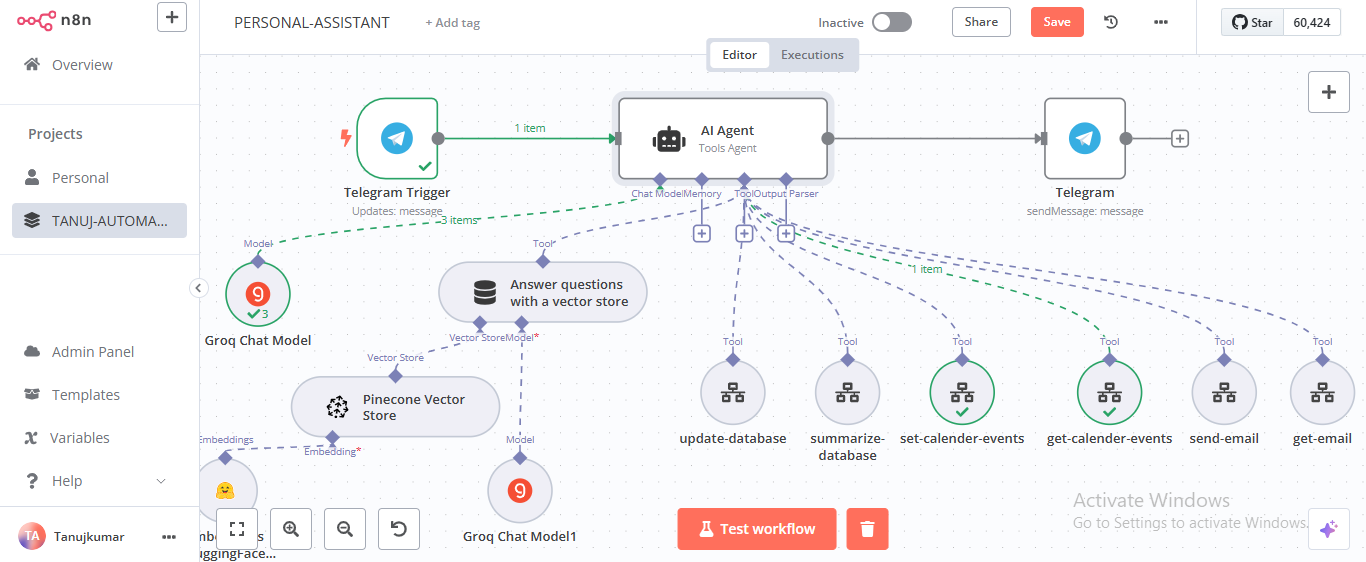 n8n
Overview
Projects
Personal
TANUJ-AUTOMA...
Admin Panel
Templates
Variables
Help
TA
Tanujkumar
PERSONAL-ASSISTANT
+ Add tag
Inactive
Share
Save
Star
60,424
Editor
Executions
1 item
AI Agent
Tools Agent
Telegram Trigger
Updates: message
Chat Model
Memory
Tool
Output Parser
Telegram
sendMessage: message
3 items
Model
Tool
1 item
9
3
Groq Chat Model
Answer questions
with a vector store
Vector Store
Model*
Vector Store
Pinecone Vector
Store
Embeddings
Embedding*
Model
9
Groq Chat Model1
uggingFace...
Tool
Tool
Tool
Tool
Tool
Tool
update-database
summarize-
database
set-calender-events
get-calender-events
send-email
get-email
Test workflow
Activate Windows
Go to Settings to activate Windows.